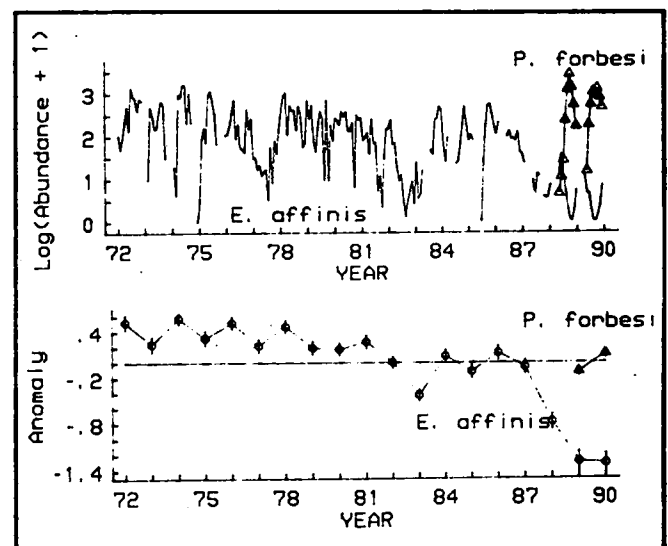 P. forbesi
Log(Abundance + 1)
3
2
1
0
E. affinis
72 75 78 81 84 87 90
YEAR
P. forbesi
Anomaly
.4
-.2
-.8
-1.4
E. affinis
72 75 78 81 84 87 90
YEAR